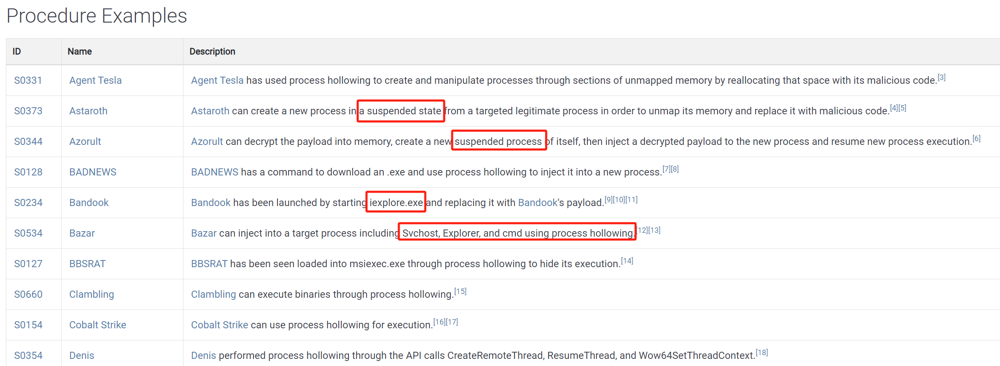 Procedure Examples
ID Name Description
S0331 Agent Tesla Agent Tesla has used process hollowing to create and manipulate processes through sections of unmapped memory by reallocating that space with its malicious code.[3]
S0373 Astaroth Astaroth can create a new process in a suspended state from a targeted legitimate process in order to unmap its memory and replace it with malicious code.[4][5]
S0344 Azorult Azorult can decrypt the payload into memory, create a new suspended process of itself, then inject a decrypted payload to the new process and resume new process execution.[6]
S0128 BADNEWS BADNEWS has a command to download an .exe and use process hollowing to inject it into a new process.[7][8]
S0234 Bandook Bandook has been launched by starting iexplore.exe and replacing it with Bandook's payload.[9][10][11]
S0534 Bazar Bazar can inject into a target process including Svchost, Explorer, and cmd using process hollowing.[12][13]
S0127 BBSRAT BBSRAT has been seen loaded into msiexec.exe through process hollowing to hide its execution.[14]
S0660 Clambling Clambling can execute binaries through process hollowing.[15]
S0154 Cobalt Strike Cobalt Strike can use process hollowing for execution.[16][17]
S0354 Denis Denis performed process hollowing through the API calls CreateRemoteThread, ResumeThread, and Wow64SetThreadContext.[18]